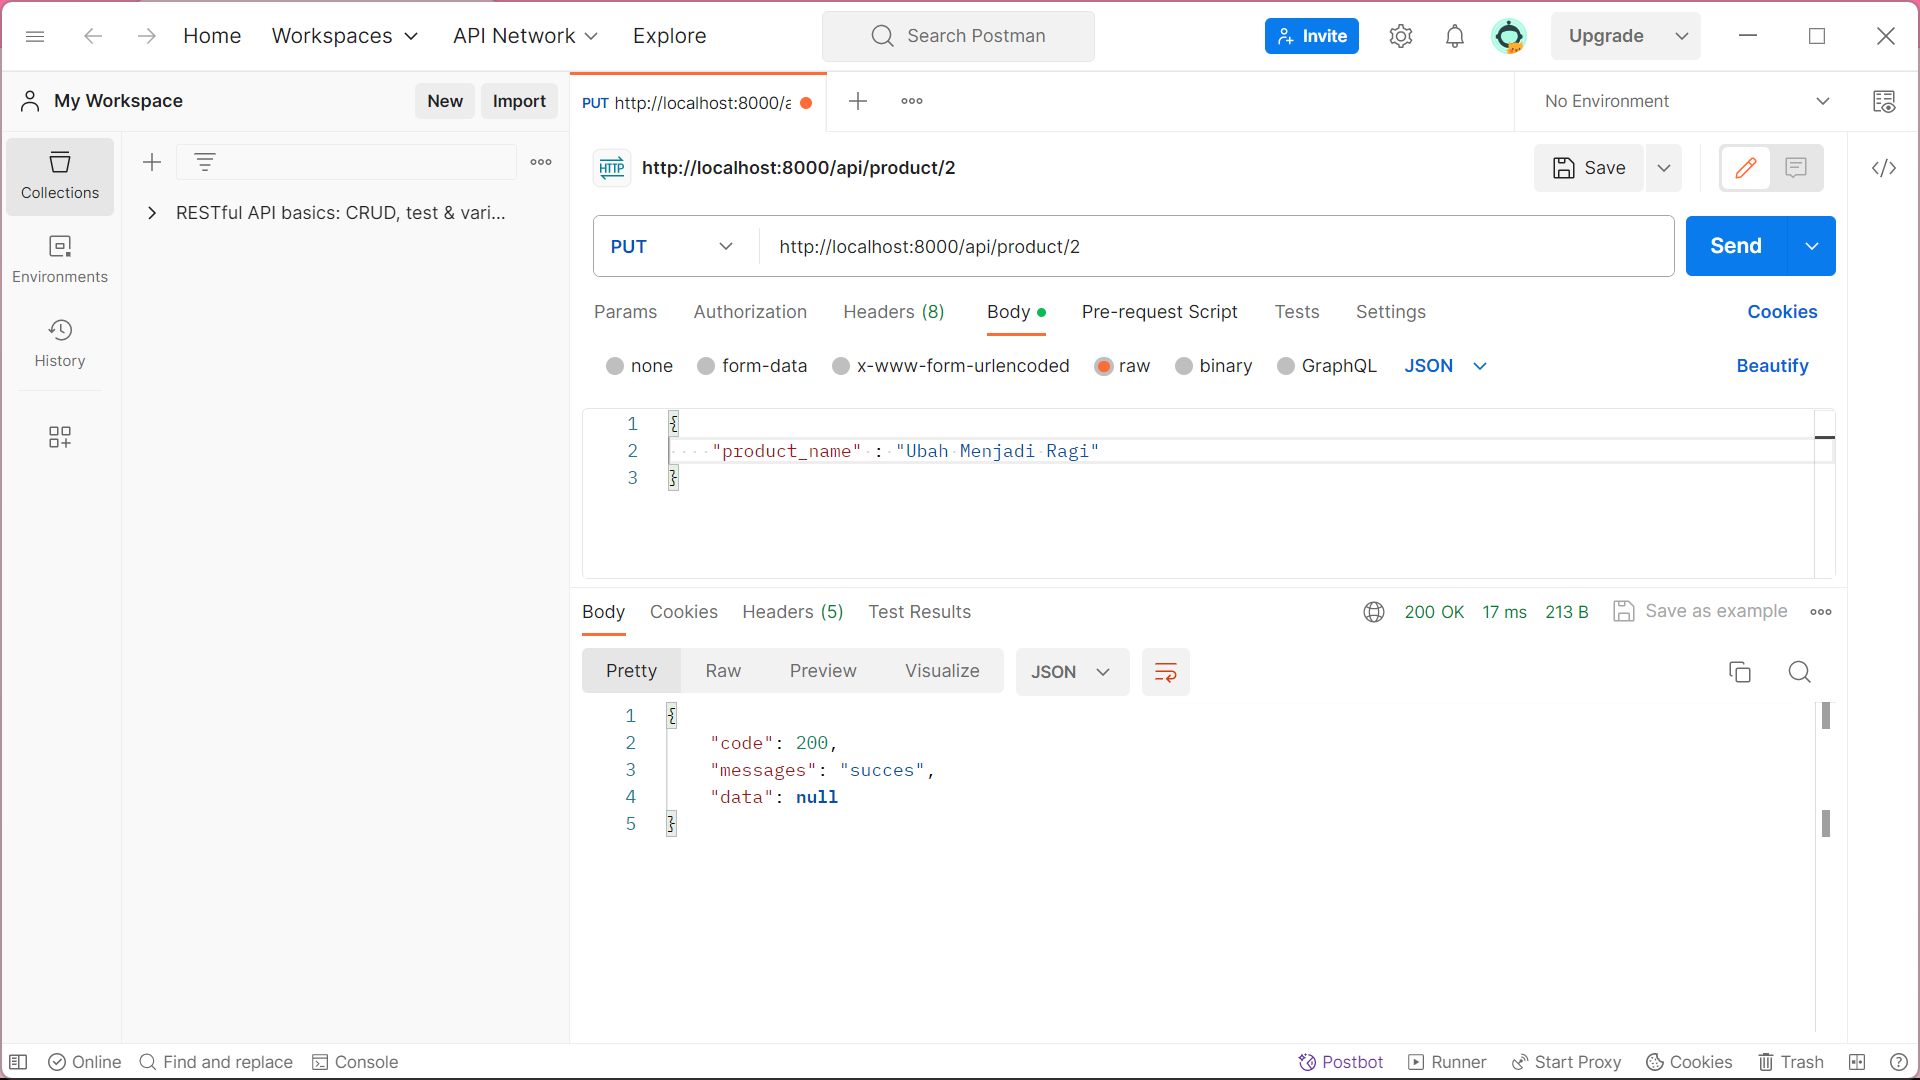 Home
Workspaces
API Network
Explore
Search Postman
Invite
Upgrade
My Workspace
New
Import
PUT http://localhost:8000/a
No Environment
Collections
RESTful API basics: CRUD, test & vari...
Environments
History
HTTP
http://localhost:8000/api/product/2
Save
PUT
http://localhost:8000/api/product/2
Send
Params
Authorization
Headers (8)
Body
Pre-request Script
Tests
Settings
Cookies
none
form-data
x-www-form-urlencoded
raw
binary
GraphQL
JSON
Beautify
1 {
2 "product_name" : "Ubah Menjadi Ragi"
3 }
Body
Cookies
Headers (5)
Test Results
200 OK
17 ms
213 B
Save as example
Pretty
Raw
Preview
Visualize
JSON
1 {
2 "code": 200,
3 "messages": "succes",
4 "data": null
5 }
Online
Find and replace
Console
Postbot
Runner
Start Proxy
Cookies
Trash